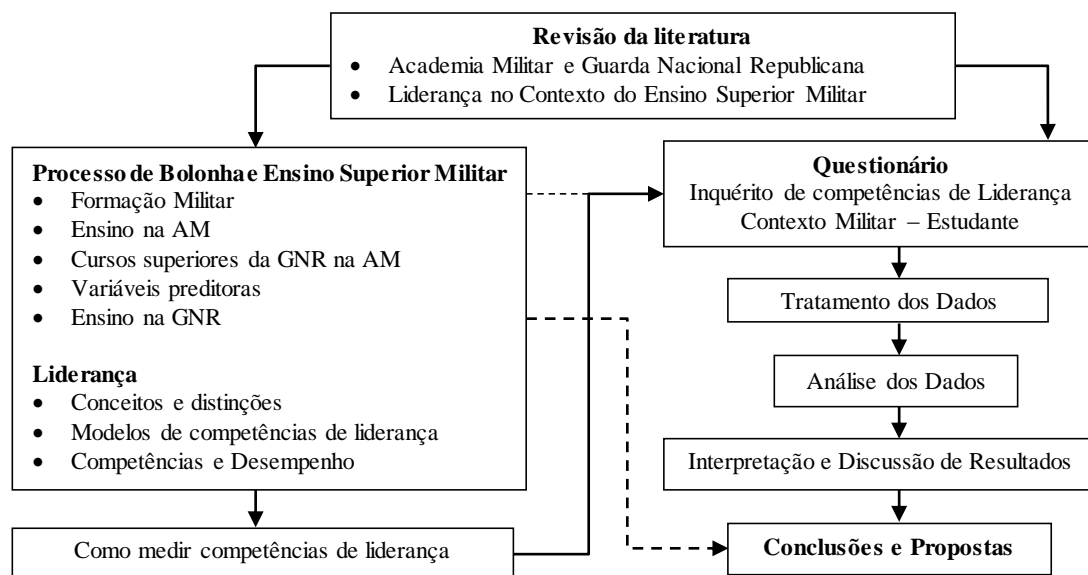 Revisão da literatura
• Academia Militar e Guarda Nacional Republicana
• Liderança no Contexto do Ensino Superior Militar
Processo de Bolonha e Ensino Superior Militar
• Formação Militar
• Ensino na AM
• Cursos superiores da GNR na AM
• Variáveis preditoras
• Ensino na GNR
Liderança
• Conceitos e distinções
• Modelos de competências de liderança
• Competências e Desempenho
Como medir competências de liderança
Questionário
Inquérito de competências de Liderança
Contexto Militar – Estudante
Tratamento dos Dados
Análise dos Dados
Interpretação e Discussão de Resultados
Conclusões e Propostas